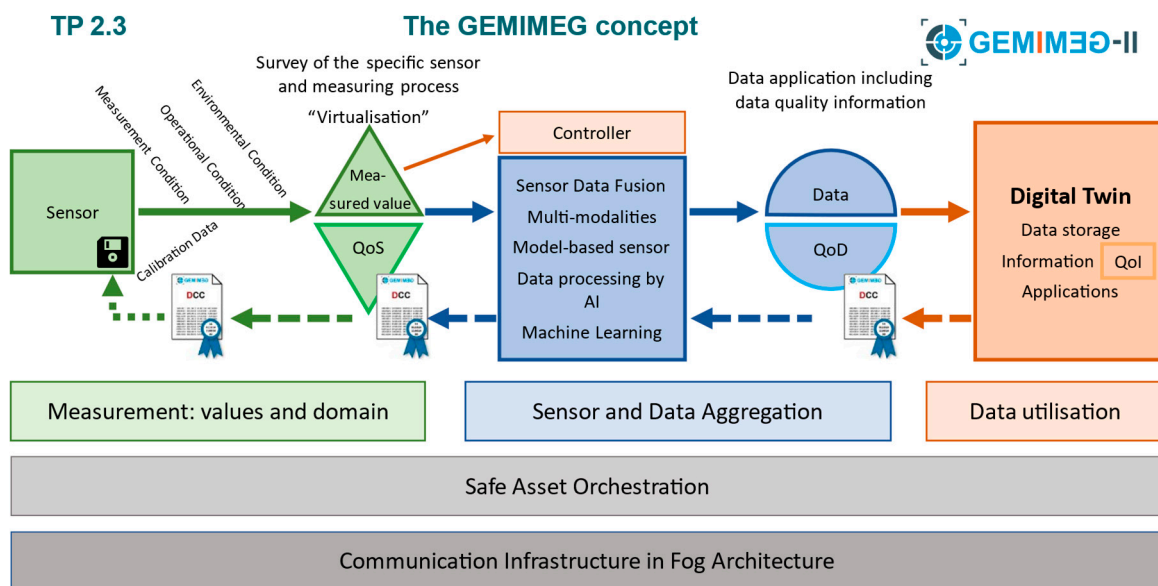 TP 2.3
The GEMIMEG concept
GEMIMEG-II
Survey of the specific sensor
and measuring process
“Virtualisation”
Data application including
data quality information
Measurement Condition
Operational Condition
Environmental Condition
Calibration Data
Sensor
Mea-
sured value
QoS
Controller
Sensor Data Fusion
Multi-modalities
Model-based sensor
Data processing by
AI
Machine Learning
Data
QoD
Digital Twin
Data storage
Information QoI
Applications
GEMIMEG
DCC
GEMIMEG
DCC
GEMIMEG
DCC
Measurement: values and domain
Sensor and Data Aggregation
Data utilisation
Safe Asset Orchestration
Communication Infrastructure in Fog Architecture